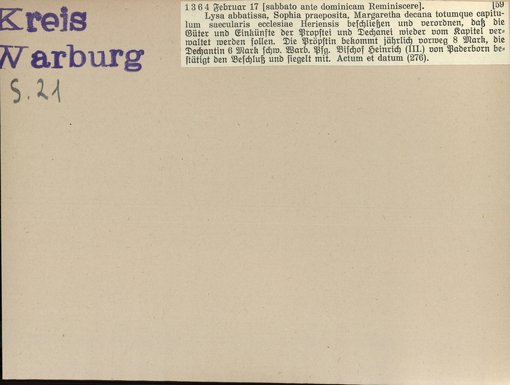 Kreis
Warburg
S. 21
1364 Februar 17 [sabbato ante dominicam Reminiscere]. [59
Lysa abbatissa, Sophia praeposita, Margaretha decana totumque capitu-
lum saecularis ecclesiae Heriensis beschließen und verordnen, daß die
Güter und Einkünfte der Propstei und Dechanei wieder vom Kapitel ver-
waltet werden sollen. Die Pröpstin bekommt jährlich vorweg 8 Mark, die
Dechantin 6 Mark schw. Warb. Pfg. Bischof Heinrich (III.) von Paderborn be-
stätigt den Beschluß und siegelt mit. Actum et datum (276).